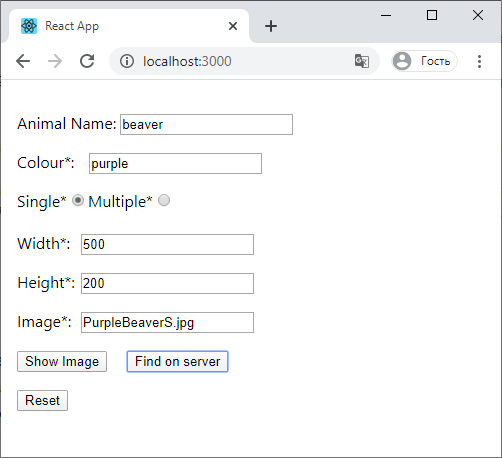 React App
localhost:3000
Гость
Animal Name: beaver
Colour*: purple
Single* Multiple*
Width*: 500
Height*: 200
Image*: PurpleBeaverS.jpg
Show Image Find on server
Reset